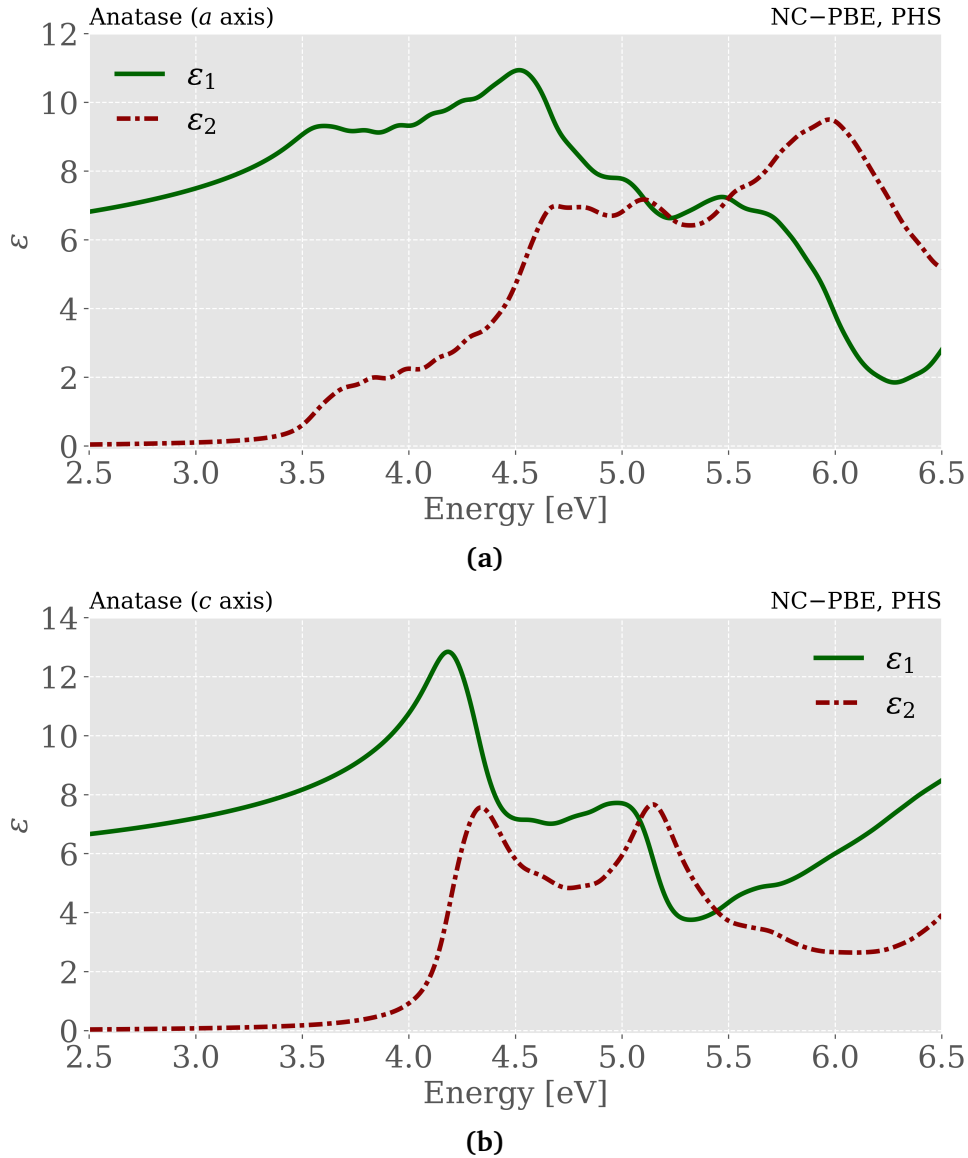 Anatase (a axis) NC−PBE, PHS
12
10
8
6
4
2
0
ε
ε₁
ε₂
2.5 3.0 3.5 4.0 4.5 5.0 5.5 6.0 6.5
Energy [eV]
(a)
Anatase (c axis) NC−PBE, PHS
14
12
10
8
6
4
2
0
ε
ε₁
ε₂
2.5 3.0 3.5 4.0 4.5 5.0 5.5 6.0 6.5
Energy [eV]
(b)